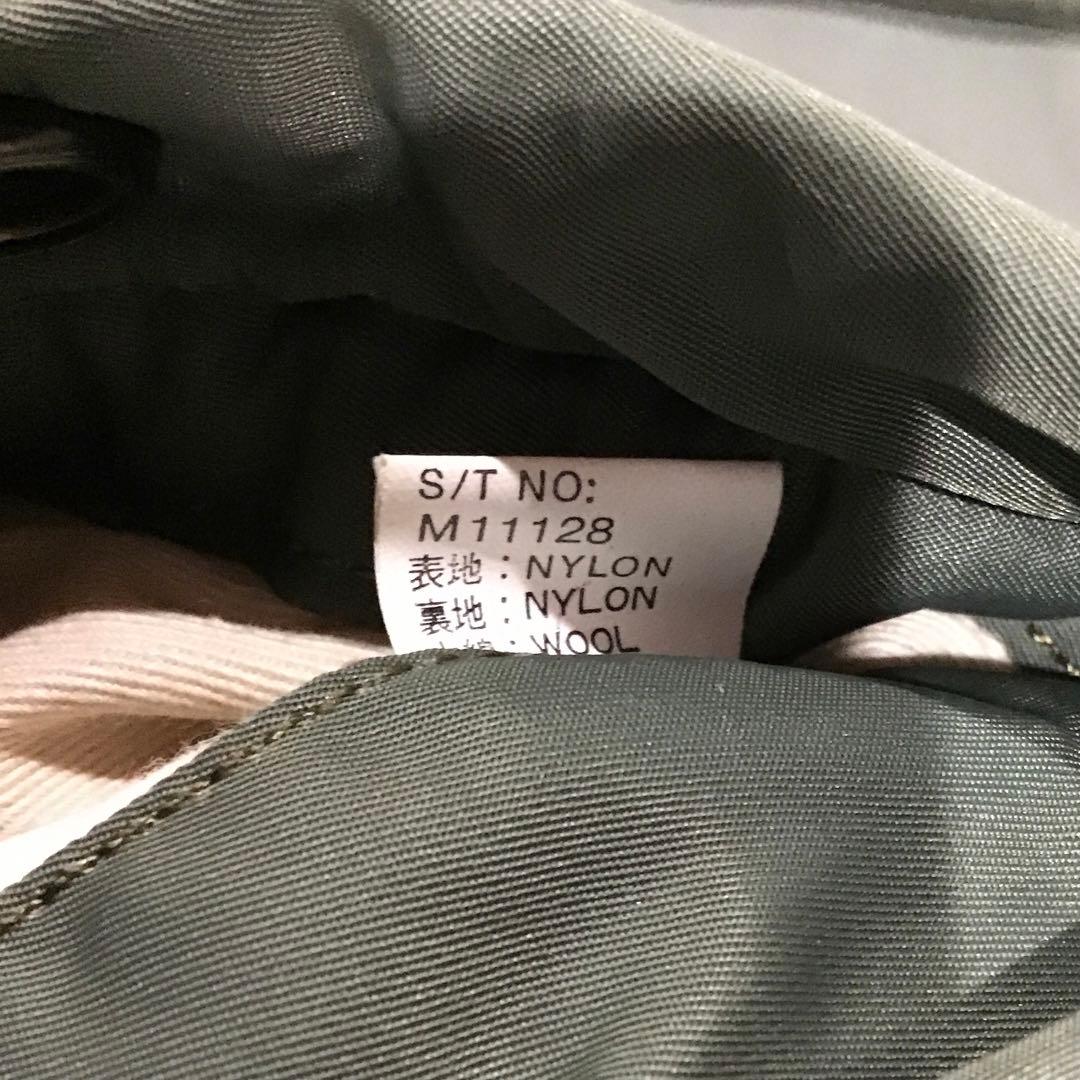 S/T NO:
M11128
表地：NYLON
裏地：NYLON
：WOOL